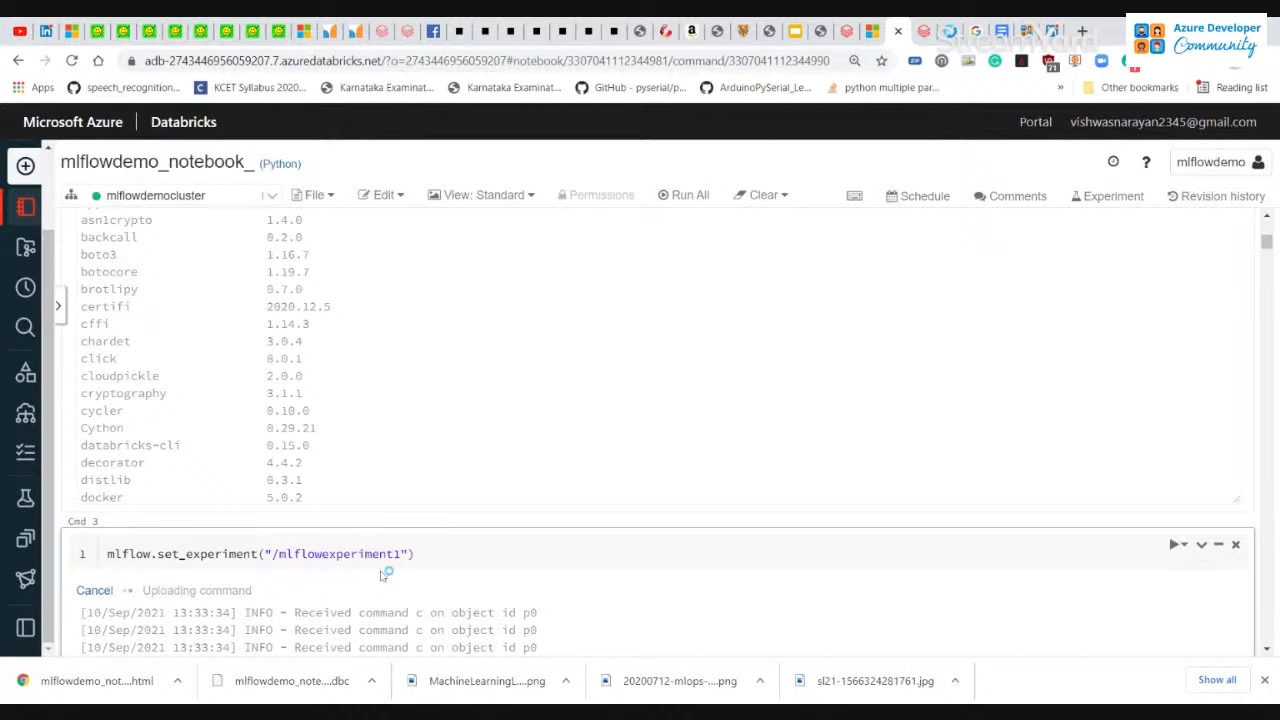 Azure Developer
Community
StreamYard
adb-2743446956059207.7.azuredatabricks.net/?o=2743446956059207#notebook/3307041112344981/command/3307041112344990
71
Apps
speech_recognition...
KCET Syllabus 2020...
Karnataka Examinat...
Karnataka Examinat...
GitHub - pyserial/p...
ArduinoPySerial_Le...
python multiple par...
»
Other bookmarks
Reading list
Microsoft Azure
Databricks
Portal
vishwasnarayan2345@gmail.com
mlflowdemo_notebook_ (Python)
? mlflowdemo
mlflowdemocluster
File
Edit
View: Standard
Permissions
Run All
Clear
Schedule
Comments
Experiment
Revision history
asn1crypto 1.4.0
backcall 0.2.0
boto3 1.16.7
botocore 1.19.7
brotlipy 0.7.0
certifi 2020.12.5
cffi 1.14.3
chardet 3.0.4
click 8.0.1
cloudpickle 2.0.0
cryptography 3.1.1
cycler 0.10.0
Cython 0.29.21
databricks-cli 0.15.0
decorator 4.4.2
distlib 0.3.1
docker 5.0.2
Cmd 3
1 mlflow.set_experiment("/mlflowexperiment1")
Cancel Uploading command
[10/Sep/2021 13:33:34] INFO - Received command c on object id p0
[10/Sep/2021 13:33:34] INFO - Received command c on object id p0
[10/Sep/2021 13:33:34] INFO - Received command c on object id p0
mlflowdemo_not....html
mlflowdemo_note....dbc
MachineLearningL....png
20200712-mlops-....png
sl21-1566324281761.jpg
Show all